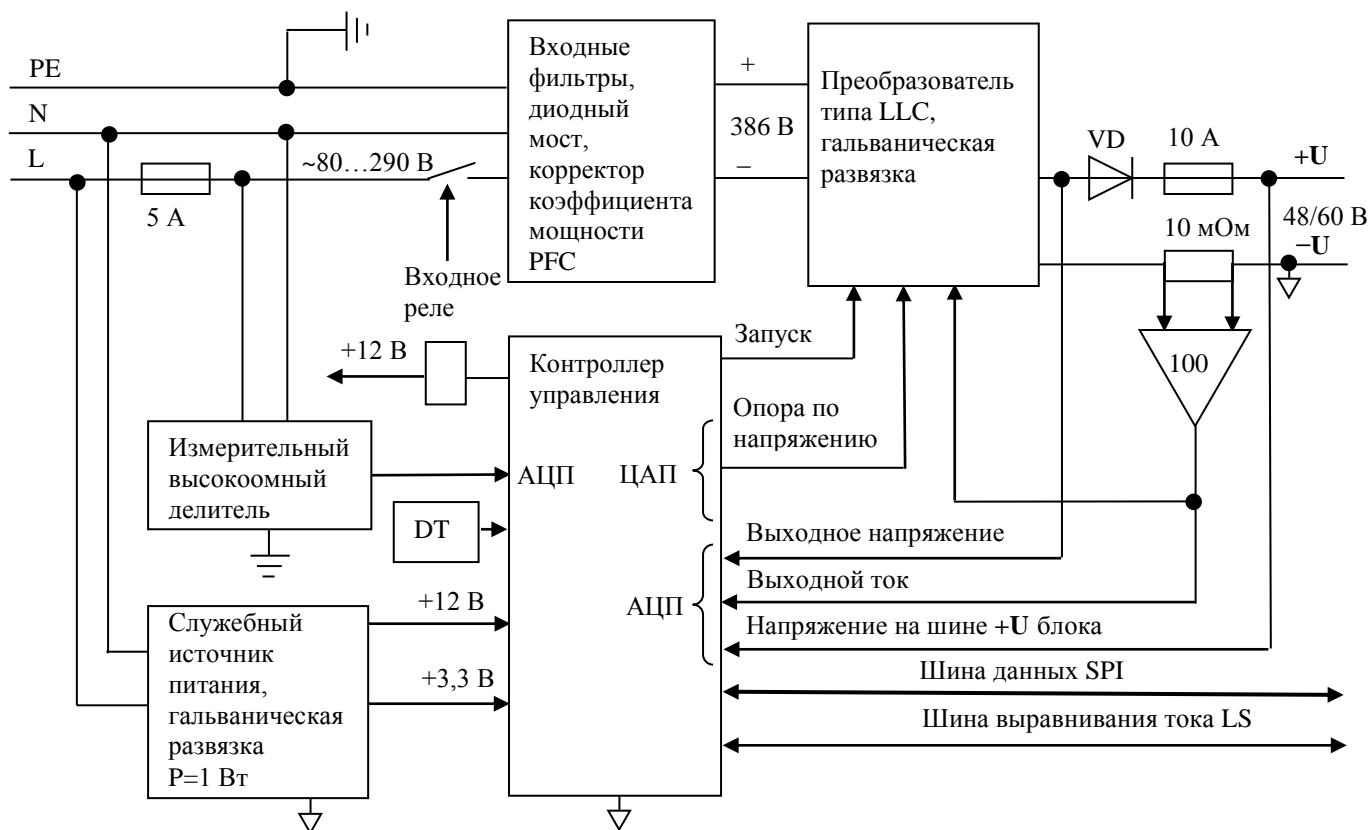 PE
N
L
5 А
~80…290 В
Входное
реле
Входные
фильтры,
диодный
мост,
корректор
коэффициента
мощности
PFC
+
386 В
−
Преобразователь
типа LLC,
гальваническая
развязка
VD
10 А
+U
48/60 В
10 мОм
−U
100
Запуск
+12 В
Контроллер
управления
Опора по
напряжению
Измерительный
высокоомный
делитель
АЦП
ЦАП
DT
Выходное напряжение
Выходной ток
АЦП
Напряжение на шине +U блока
Служебный
источник
питания,
гальваническая
развязка
P=1 Вт
+12 В
+3,3 В
Шина данных SPI
Шина выравнивания тока LS